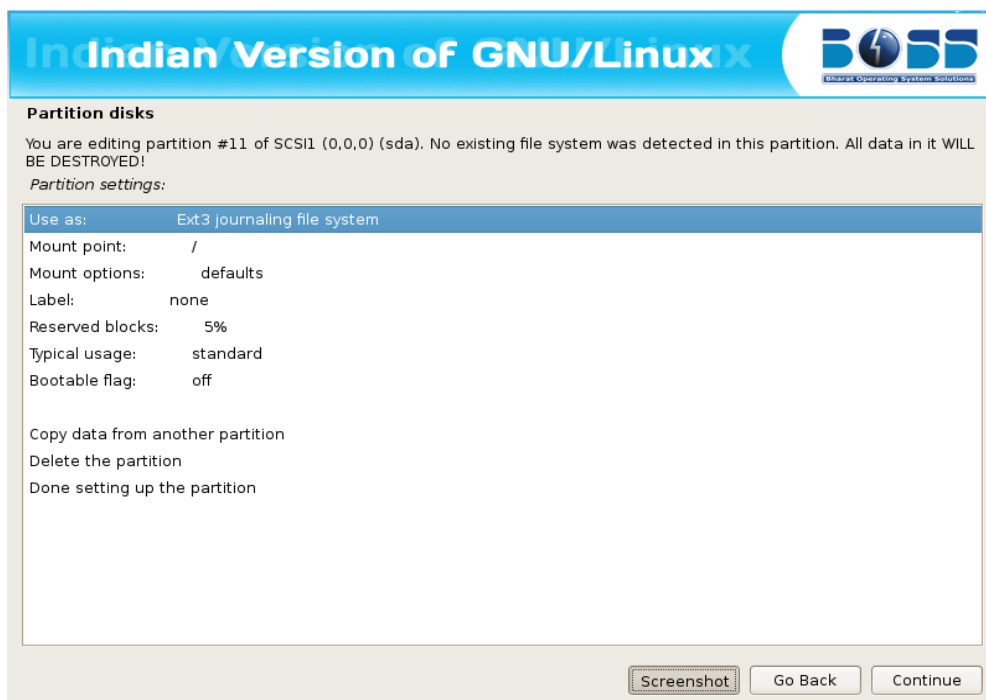 Indian Version of GNU/Linux
BOSS
Bharat Operating System Solutions
Partition disks
You are editing partition #11 of SCSI1 (0,0,0) (sda). No existing file system was detected in this partition. All data in it WILL
BE DESTROYED!
Partition settings:
Use as: Ext3 journaling file system
Mount point: /
Mount options: defaults
Label: none
Reserved blocks: 5%
Typical usage: standard
Bootable flag: off
Copy data from another partition
Delete the partition
Done setting up the partition
Screenshot Go Back Continue